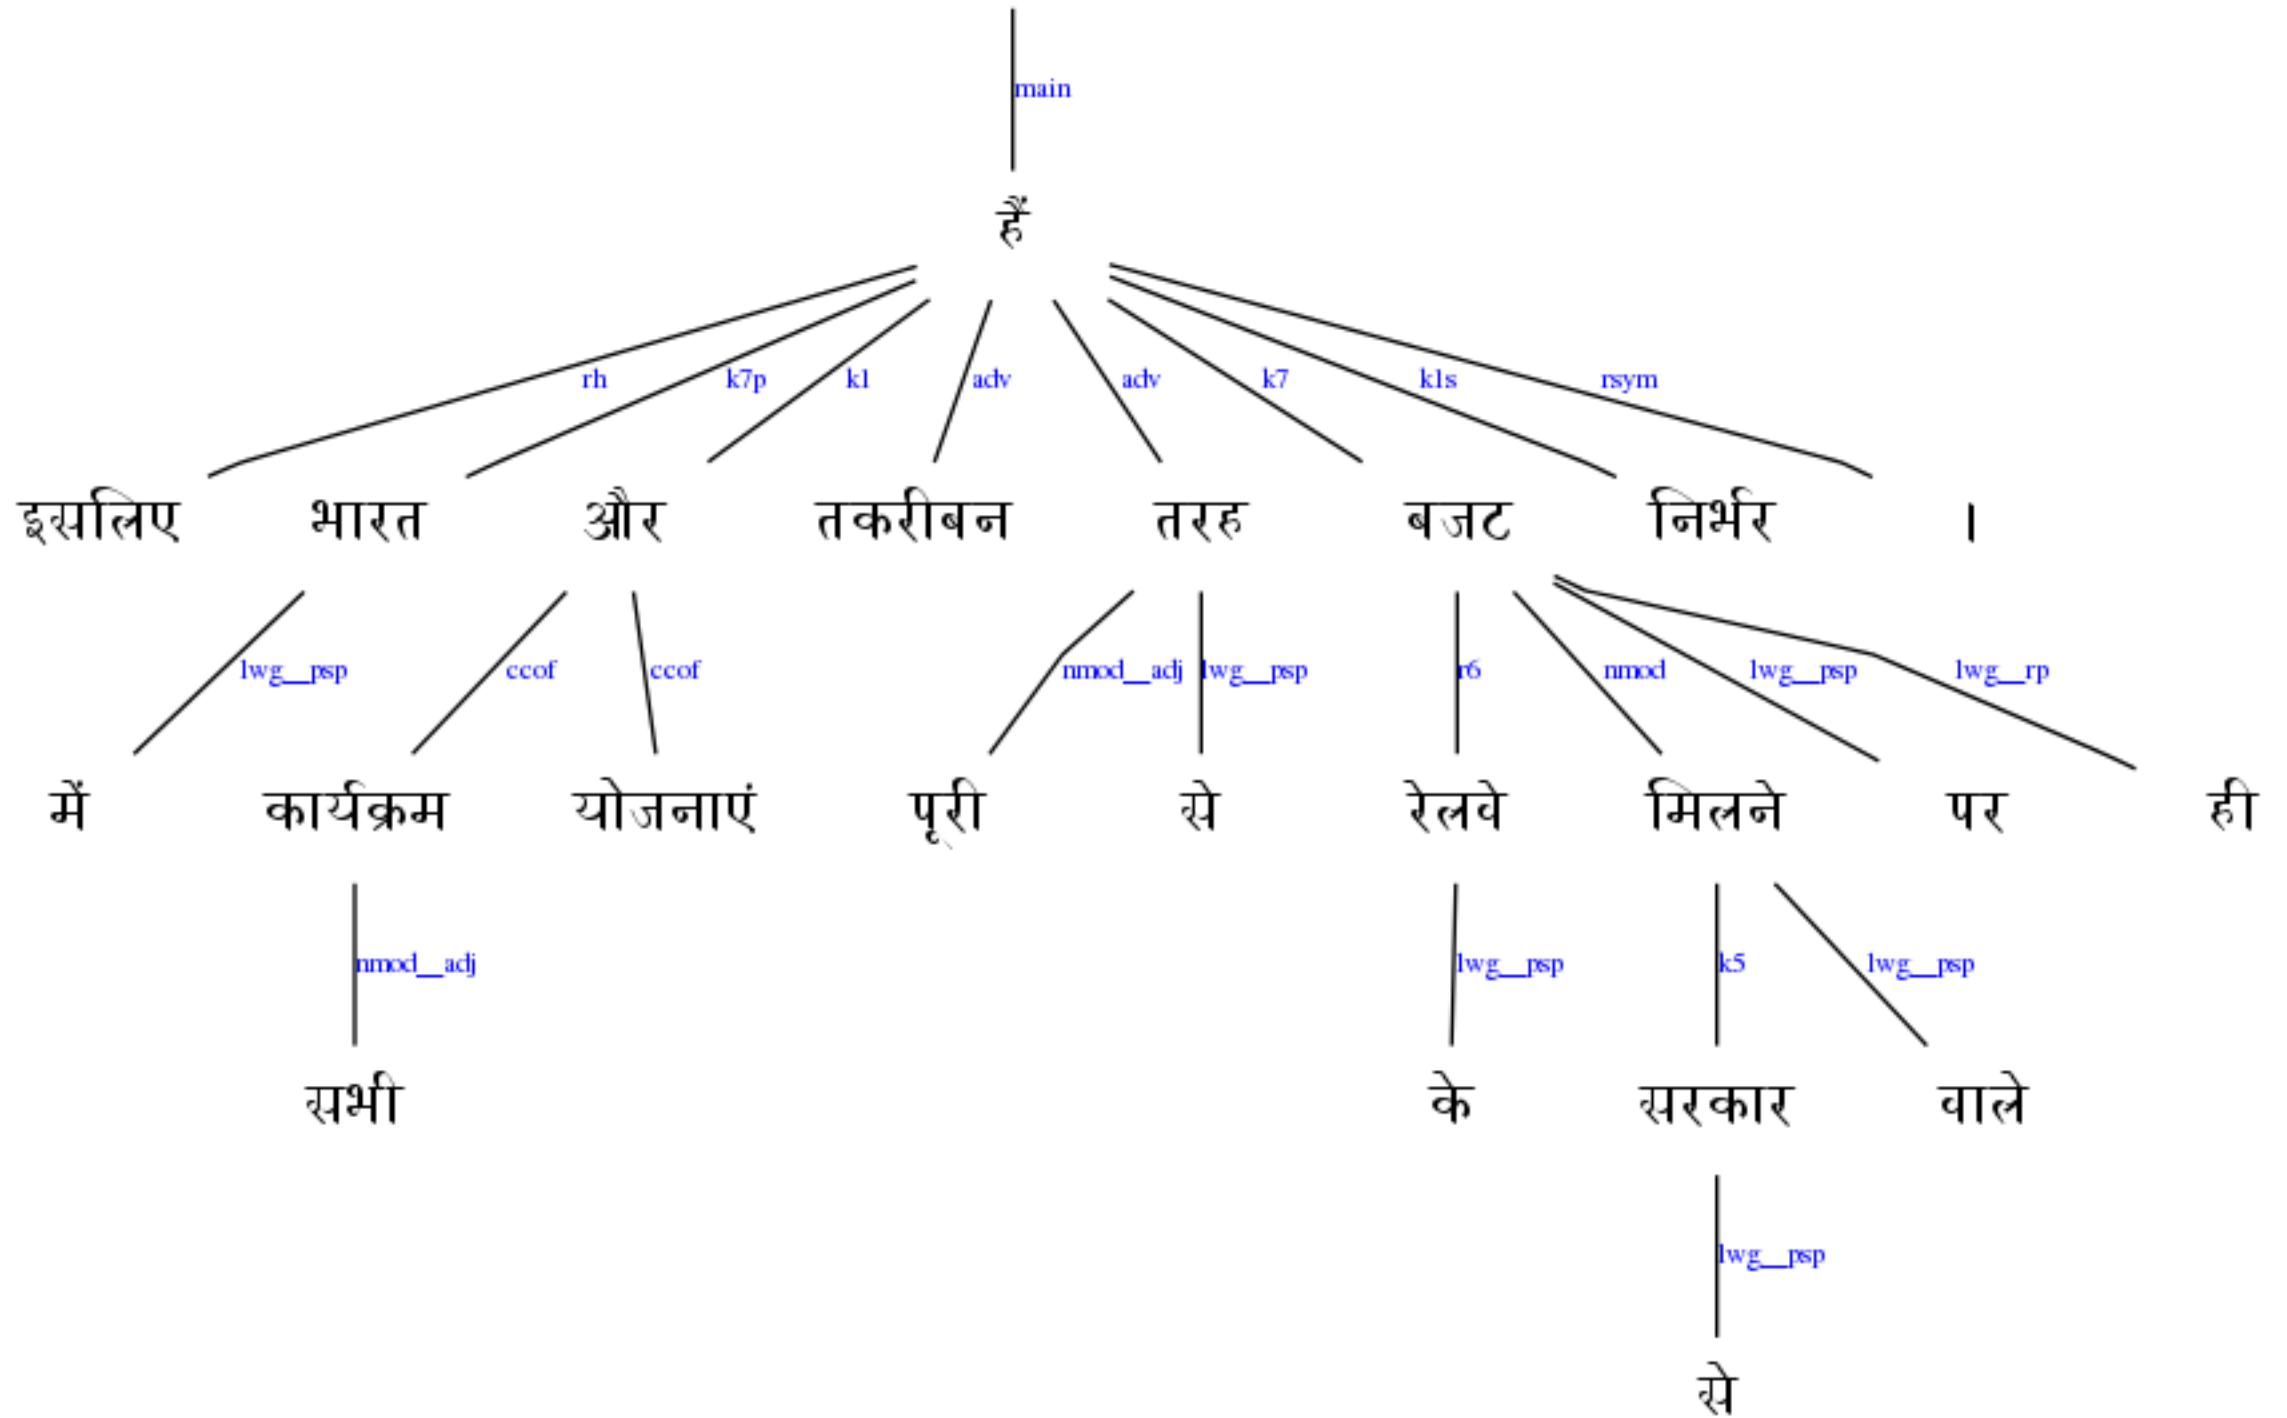 main
हैं
rh k7p k1 adv adv k7 k1s rsym
इसलिए भारत और तकरीबन तरह बजट निर्भर ।
lwg__psp ccof ccof nmod__adj lwg__psp r6 nmod lwg__psp lwg__rp
में कार्यक्रम योजनाएं पूरी से रेलवे मिलने पर ही
nmod__adj lwg__psp k5 lwg__psp
सभी के सरकार वाले
lwg__psp
से